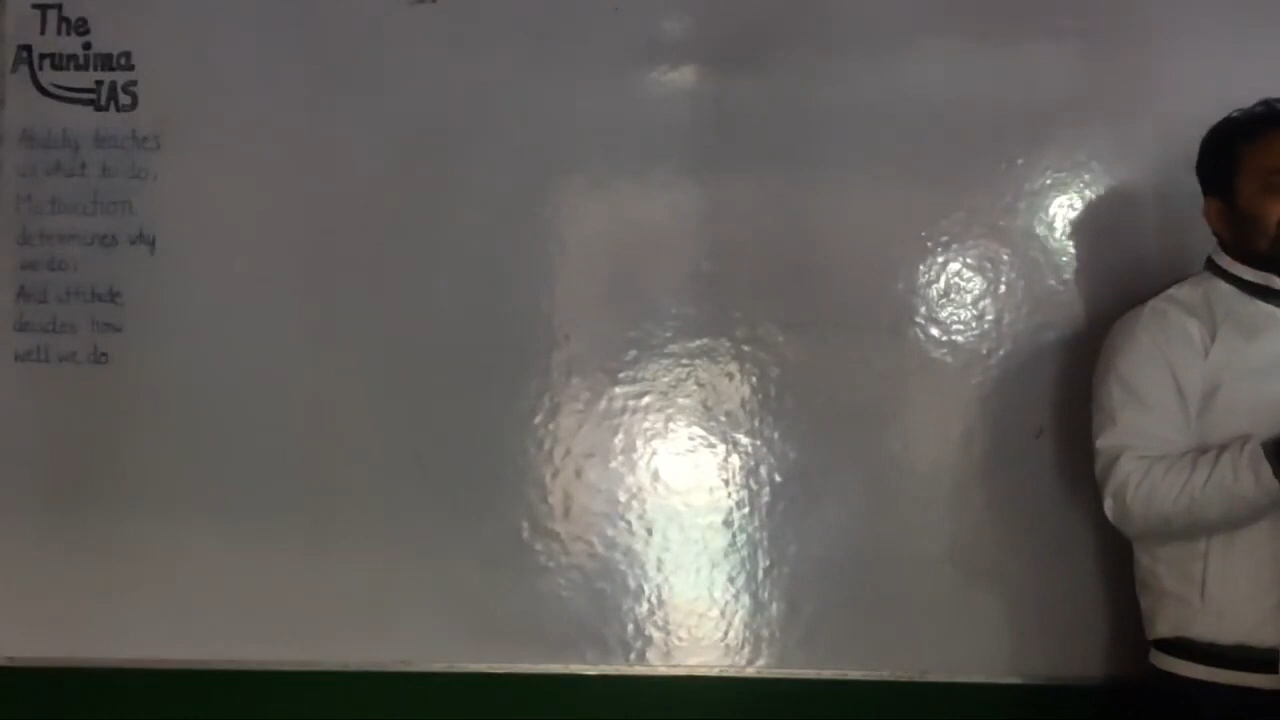 The
Arunima
IAS
Ability teaches
us what to do,
Motivation
determines why
we do,
And attitude
decides how
well we do